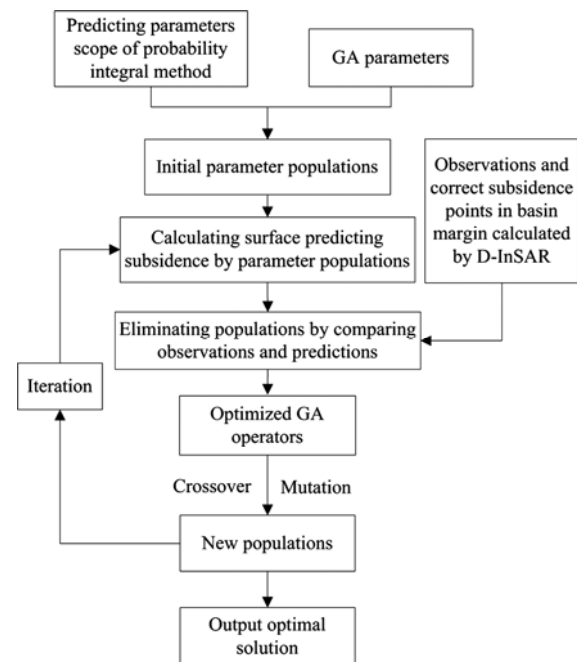 Predicting parameters
scope of probability
integral method
GA parameters
Initial parameter populations
Observations and
correct subsidence
points in basin
margin calculated
by D-InSAR
Calculating surface predicting
subsidence by parameter populations
Eliminating populations by comparing
observations and predictions
Iteration
Optimized GA
operators
Crossover
Mutation
New populations
Output optimal
solution